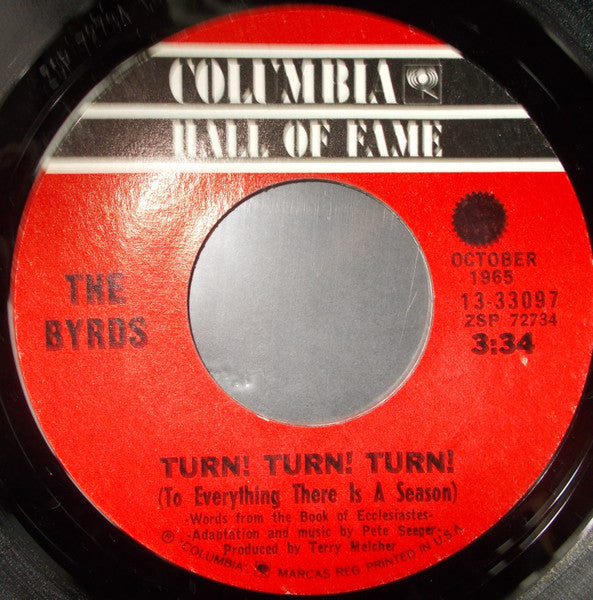 COLUMBIA
HALL OF FAME
THE
BYRDS
OCTOBER
1965
13-33097
ZSP 72734
3:34
TURN! TURN! TURN!
(To Everything There Is A Season)
-Words from the Book of Ecclesiastes-
-Adaptation and music by Pete Seeger-
Produced by Terry Melcher
Ⓡ "COLUMBIA" MARCAS REG. PRINTED IN U.S.A.